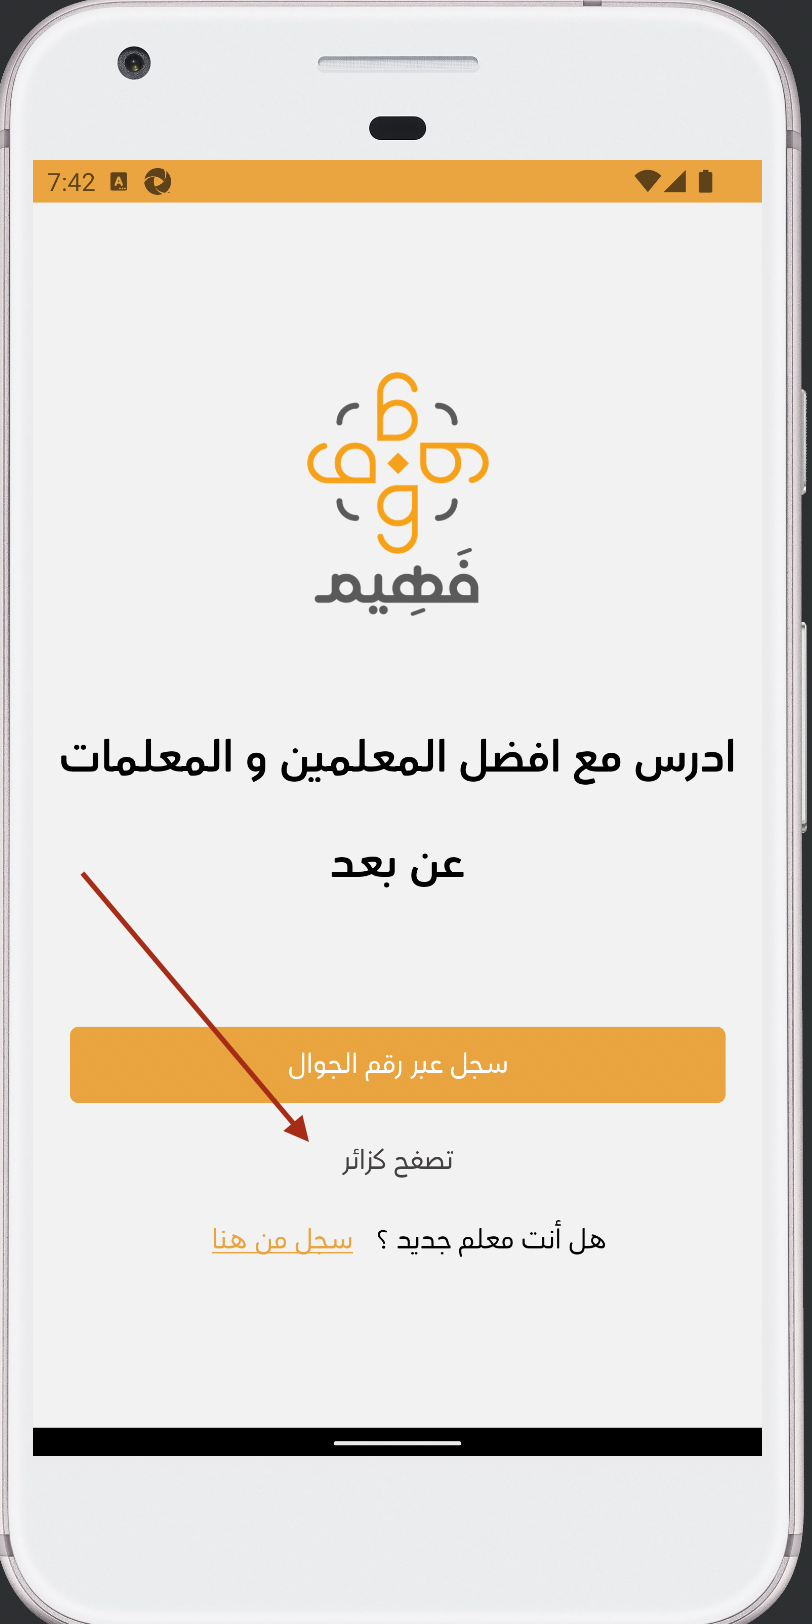 7:42
فَهِيم
ادرس مع افضل المعلمين و المعلمات
عن بعد
سجل عبر رقم الجوال
تصفح كزائر
هل أنت معلم جديد ؟ سجل من هنا